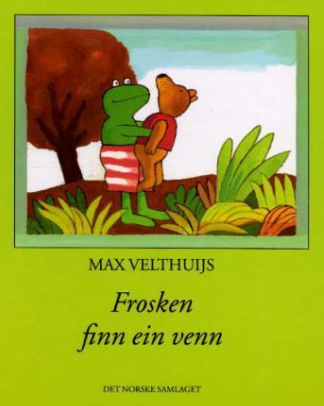 MAX VELTHUIJS
Frosken
finn ein venn
DET NORSKE SAMLAGET